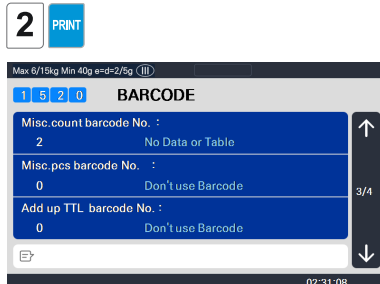 2 PRINT
Max 6/15kg Min 40g e=d=2/5g III
1 5 2 0 BARCODE
Misc.count barcode No. :
2 No Data or Table
Misc.pcs barcode No. :
0 Don't use Barcode
3/4
Add up TTL barcode No. :
0 Don't use Barcode
02:31:08